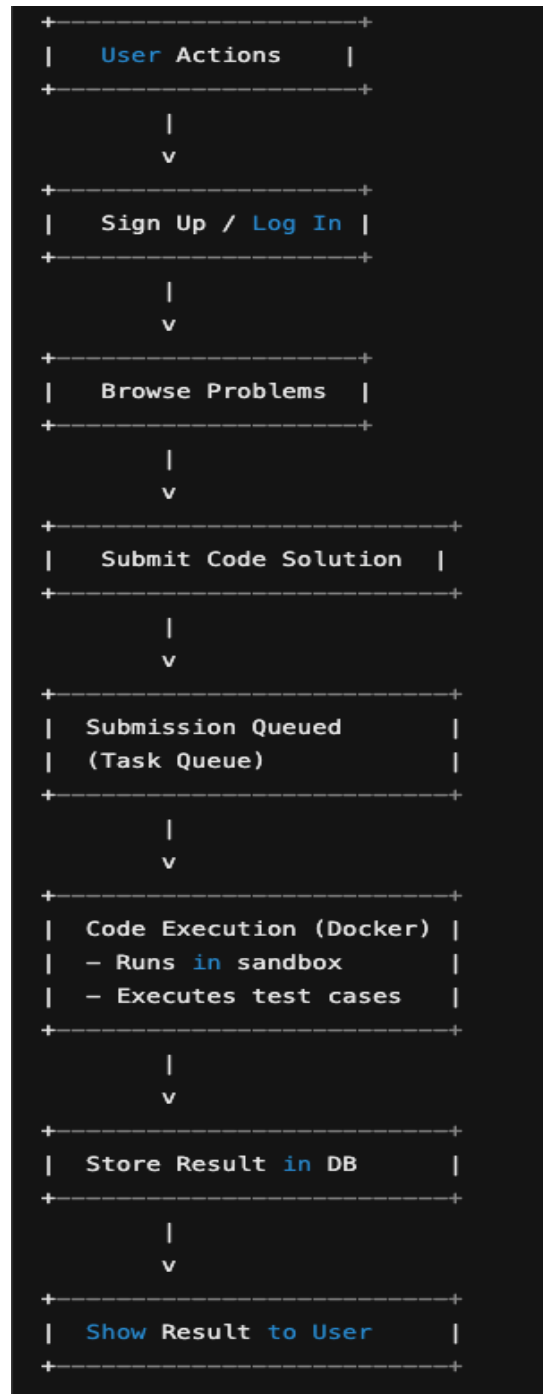 User Actions
Sign Up / Log In
Browse Problems
Submit Code Solution
Submission Queued
(Task Queue)
Code Execution (Docker)
– Runs in sandbox
– Executes test cases
Store Result in DB
Show Result to User